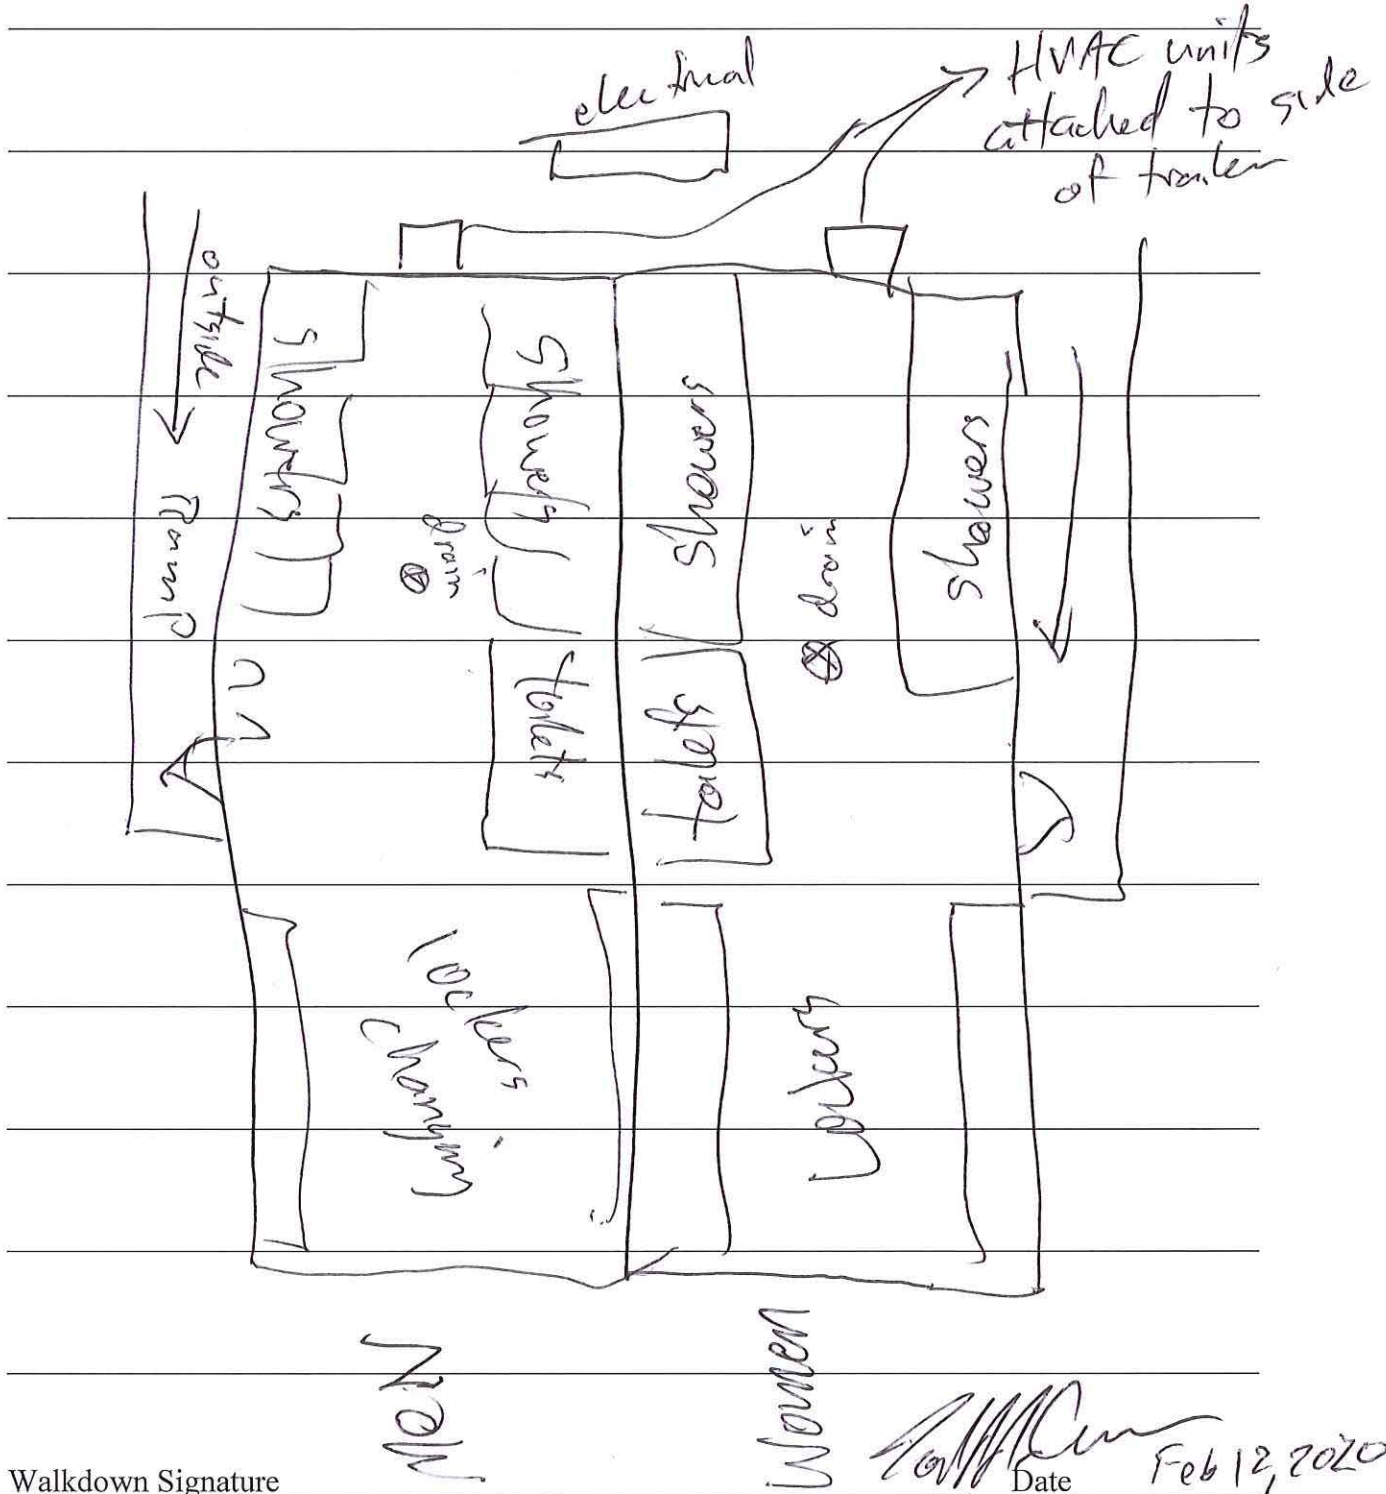 electrical
HVAC units
attached to side
of trailer
outside
Ramp
Showers
Showers
Showers
Showers
drain
drain
toilets
toilets
lockers
changing
Lockers
Men
Women
Walkdown Signature
Date
Feb 12, 2020